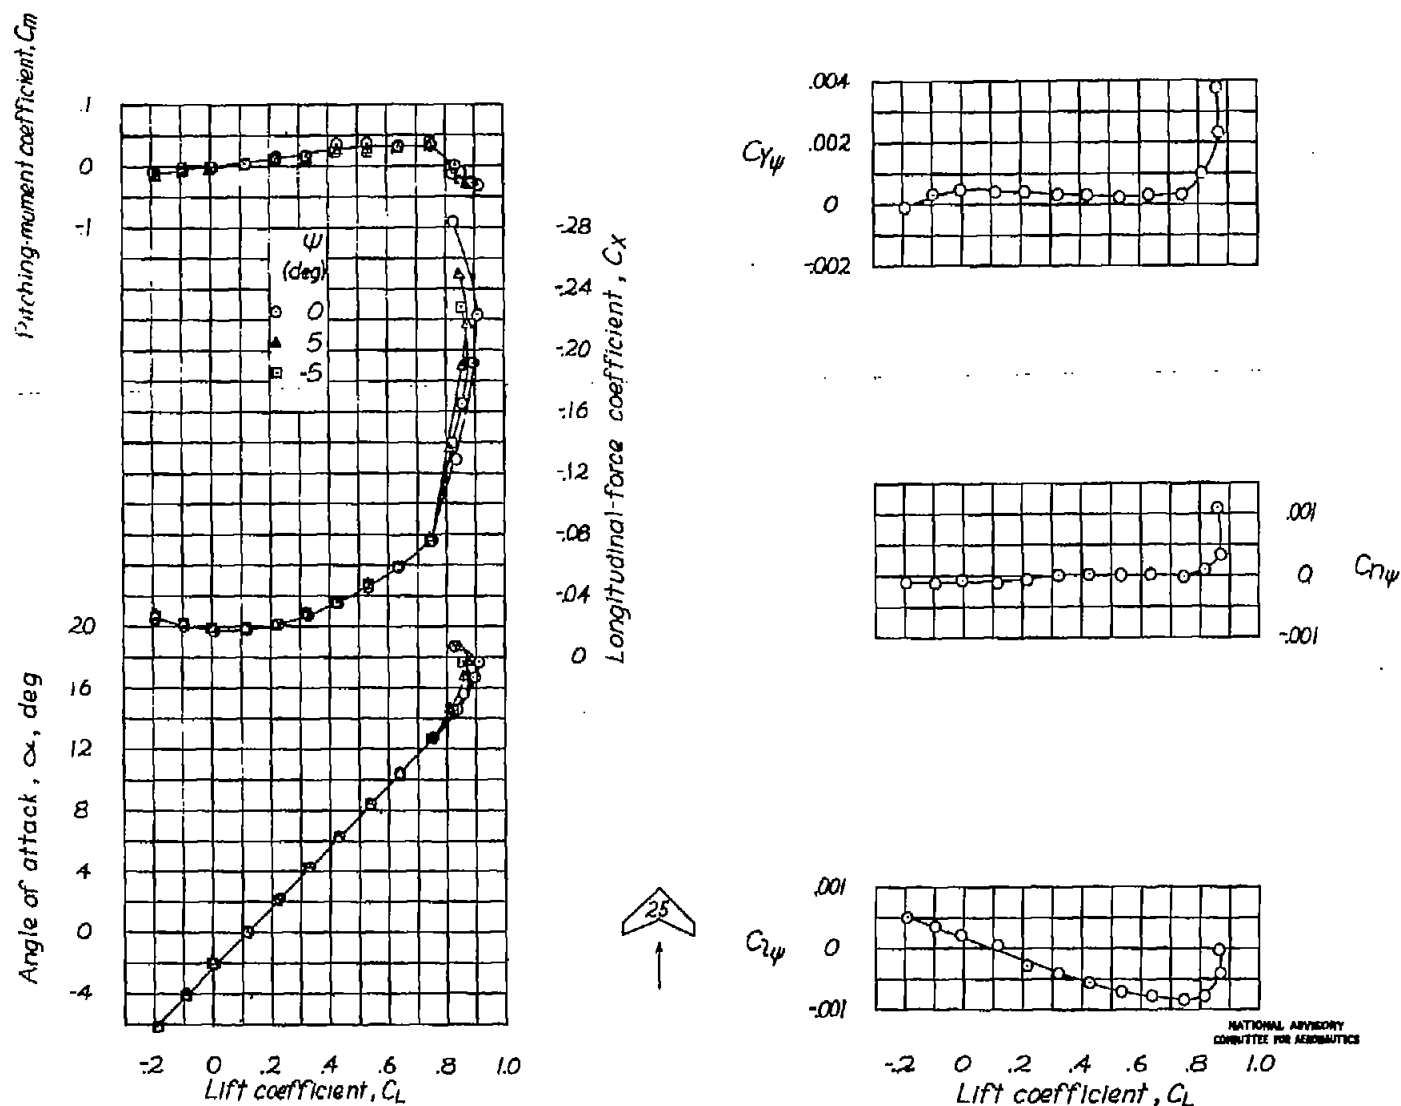 Pitching-moment coefficient, Cm
.1
0
-.1
ψ
(deg)
0
5
-5
-.28
-.24
-.20
-.16
-.12
-.08
-.04
0
Longitudinal-force coefficient, CX
20
16
12
8
4
0
-4
Angle of attack, α, deg
-.2 0 .2 .4 .6 .8 1.0
Lift coefficient, CL
25
.004
.002
0
-.002
CYψ
.001
0
-.001
Cnψ
.001
0
-.001
Clψ
NATIONAL ADVISORY
COMMITTEE FOR AERONAUTICS
-.2 0 .2 .4 .6 .8 1.0
Lift coefficient, CL